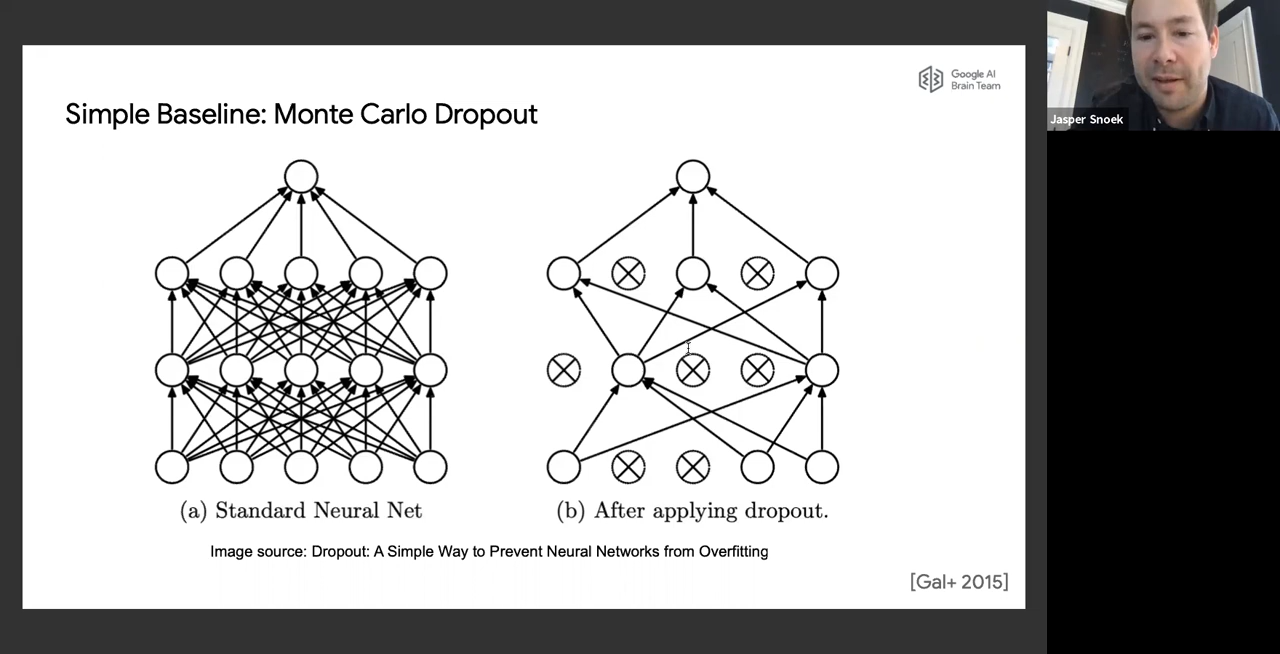 Google AI
Brain Team
Simple Baseline: Monte Carlo Dropout
Jasper Snoek
(a) Standard Neural Net
(b) After applying dropout.
Image source: Dropout: A Simple Way to Prevent Neural Networks from Overfitting
[Gal+ 2015]